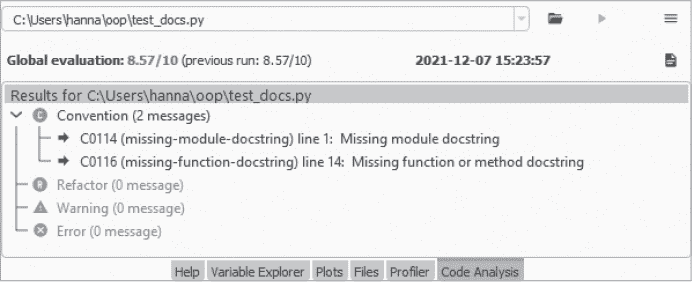 C:\Users\hanna\oop\test_docs.py
Global evaluation: 8.57/10 (previous run: 8.57/10) 2021-12-07 15:23:57
Results for C:\Users\hanna\oop\test_docs.py
C Convention (2 messages)
C0114 (missing-module-docstring) line 1: Missing module docstring
C0116 (missing-function-docstring) line 14: Missing function or method docstring
R Refactor (0 message)
Warning (0 message)
Error (0 message)
Help Variable Explorer Plots Files Profiler Code Analysis